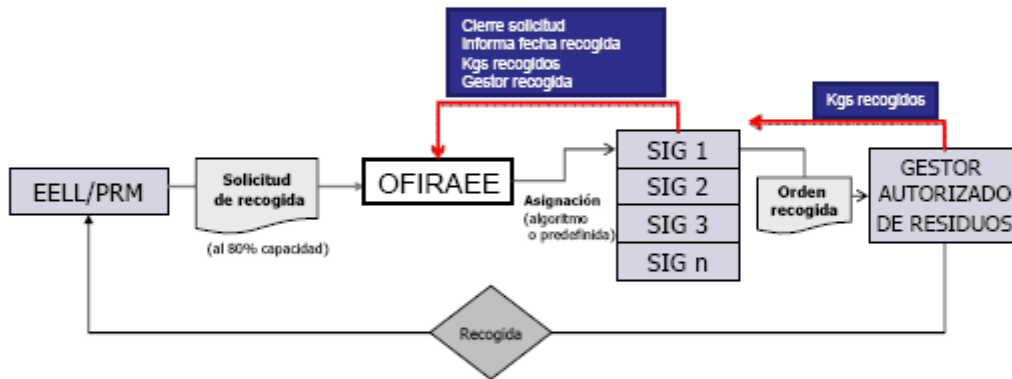 Cierre solicitud
Informa fecha recogida
Kgs recogidos
Gestor recogida
Kgs recogidos
EELL/PRM
Solicitud
de recogida
(al 80% capacidad)
OFIRAEE
Asignación
(algoritmo
o predefinida)
SIG 1
SIG 2
SIG 3
SIG n
Orden
recogida
GESTOR
AUTORIZADO
DE RESIDUOS
Recogida